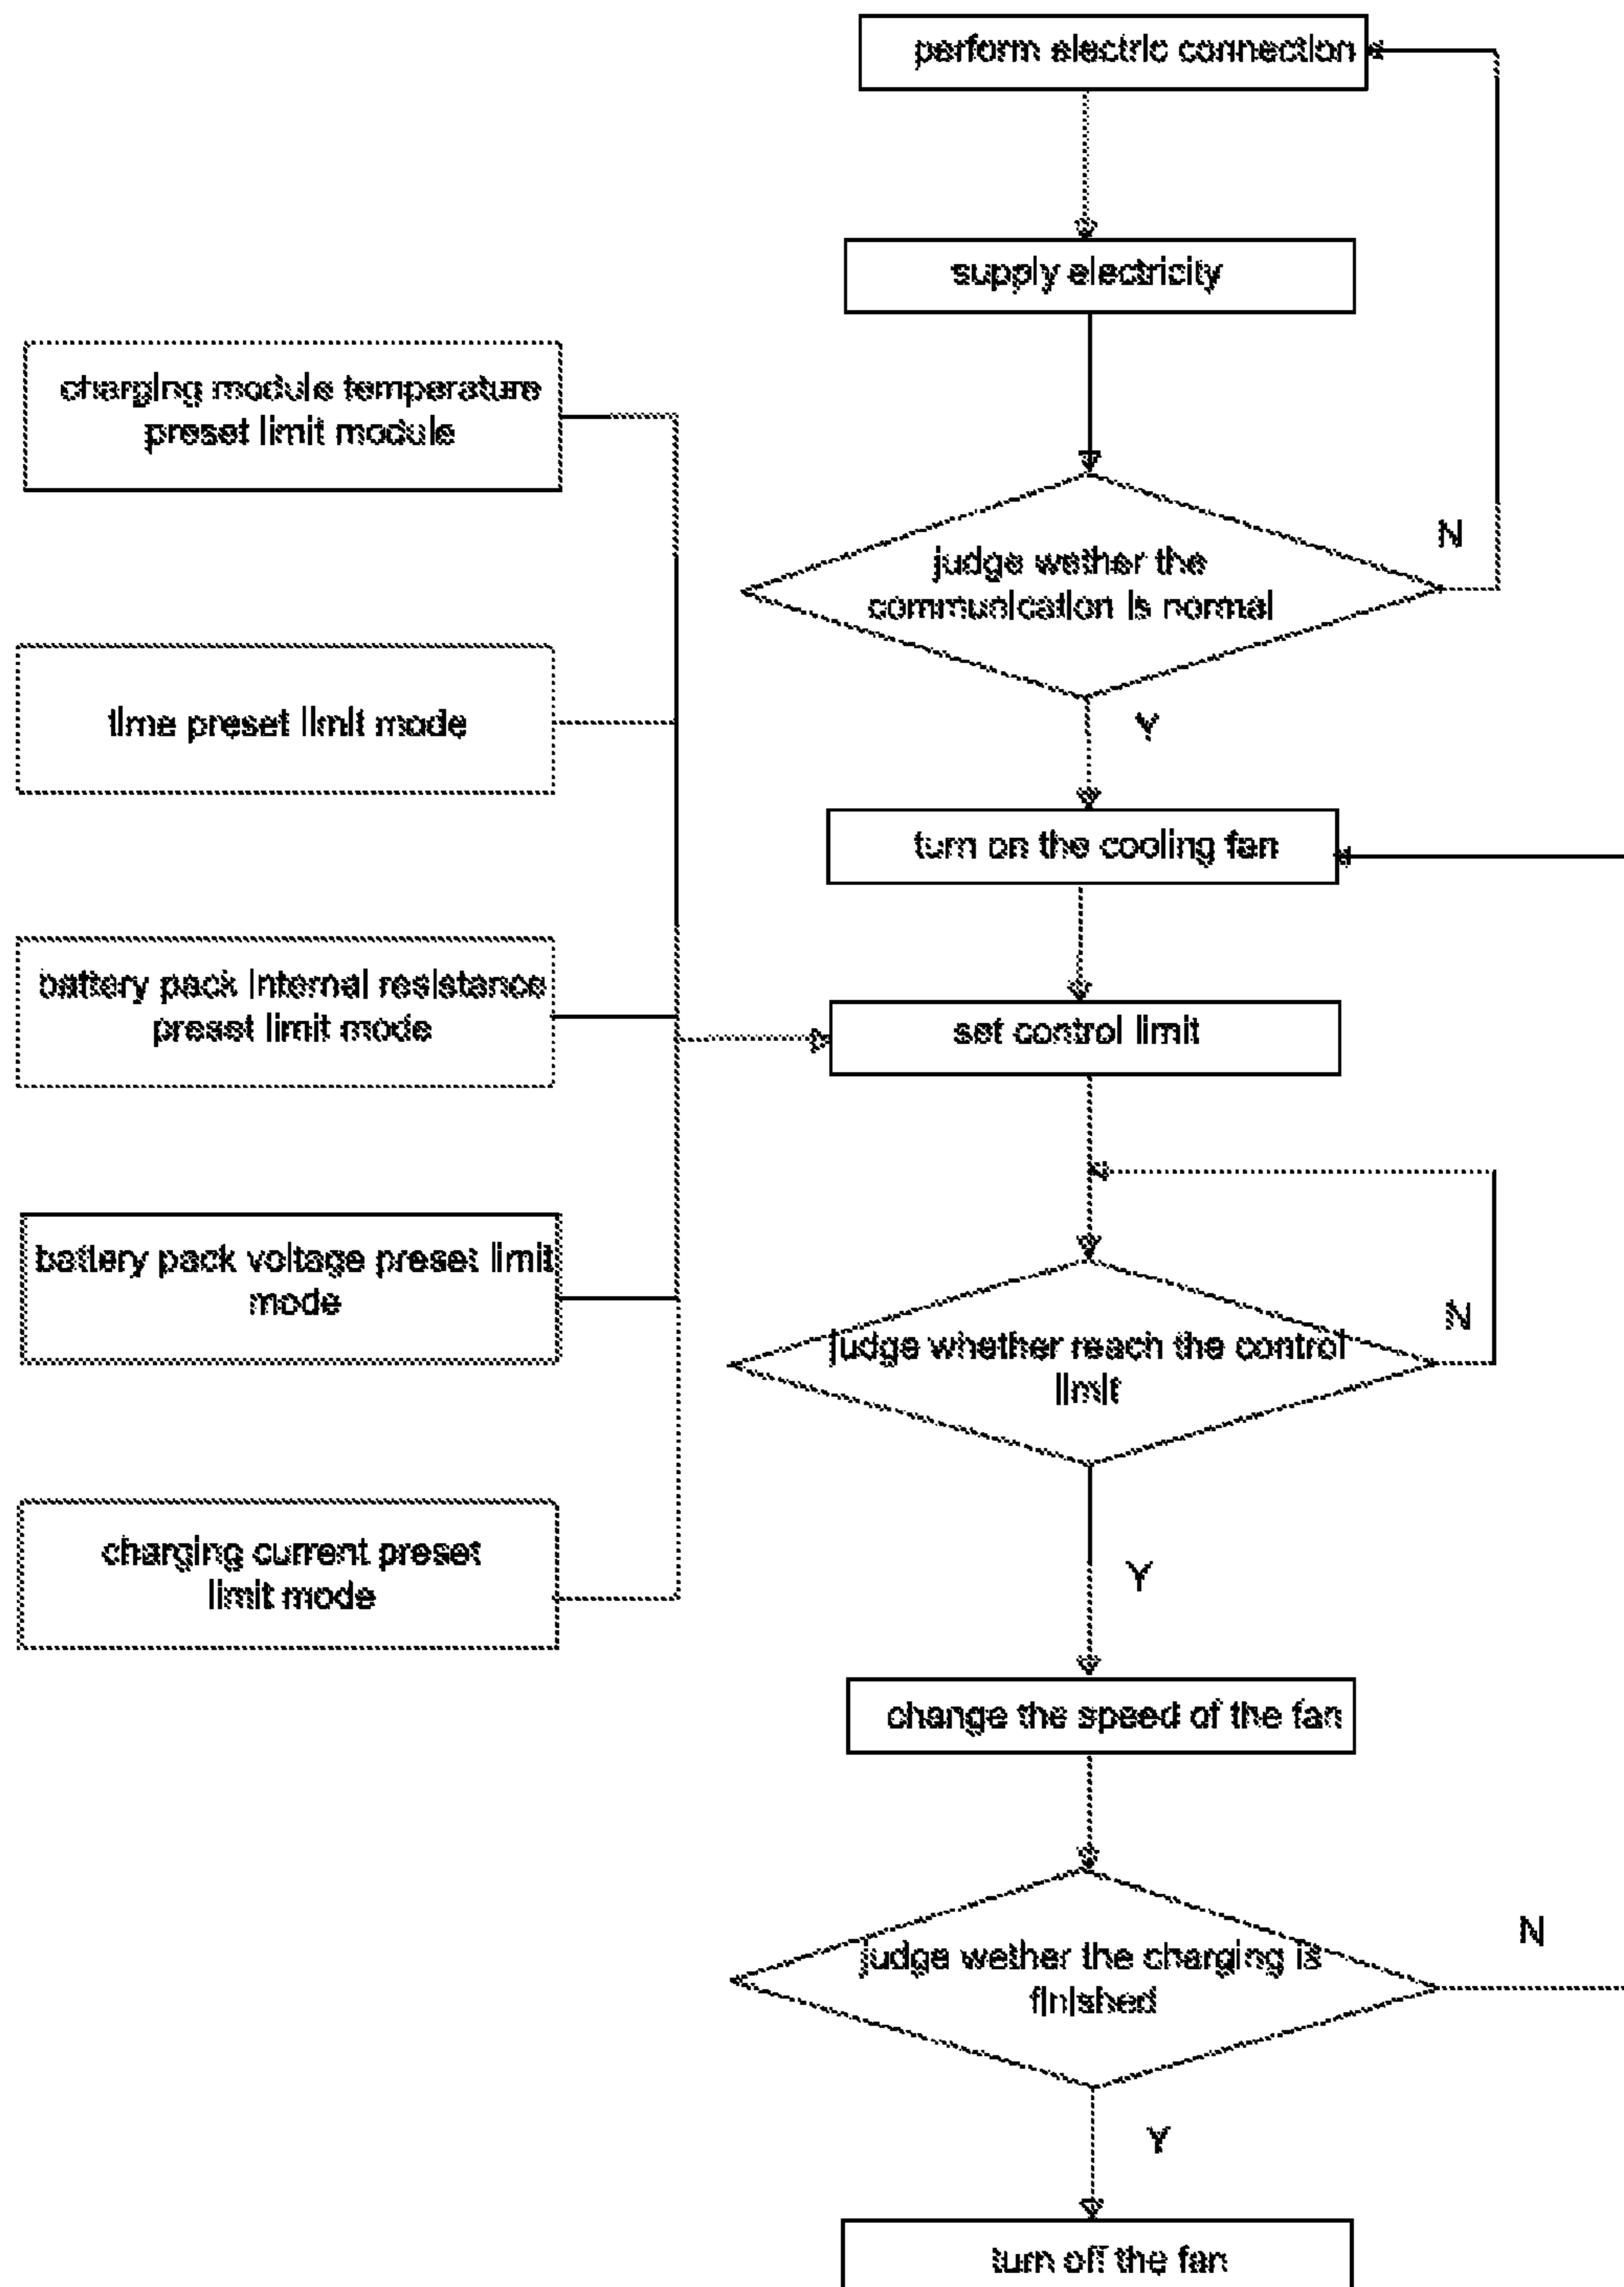 perform electric connection
supply electricity
charging module temperature
preset limit module
judge wether the
communication is normal
N
Y
time preset limit mode
turn on the cooling fan
battery pack internal resistance
preset limit mode
set control limit
battery pack voltage preset limit
mode
judge whether reach the control
limit
N
Y
charging current preset
limit mode
change the speed of the fan
judge wether the charging is
finished
N
Y
turn off the fan